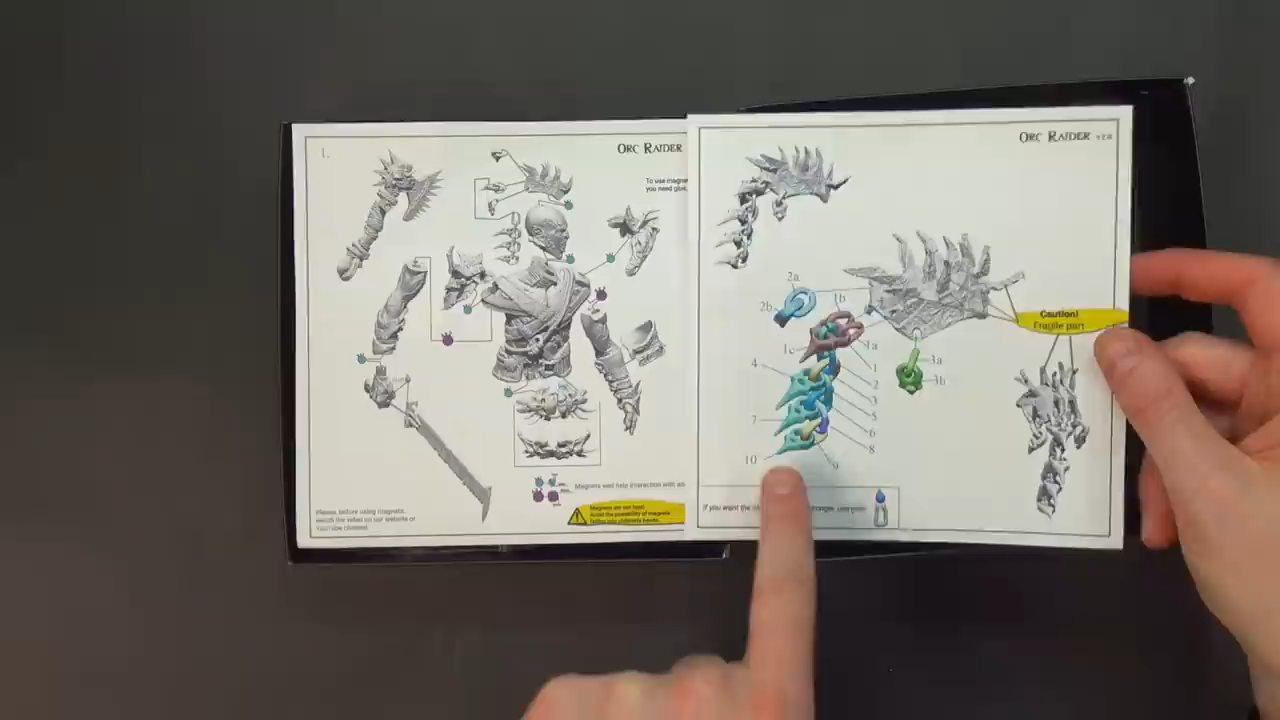 1.
ORC RAIDER
To use magne
you need glue,
Magnets will help interaction with
Magnets are not toys!
Avoid the possibility of magnets
falling into children's hands.
Please, before using magnets,
watch the video on our website or
YouTube channel.
ORC RAIDER
2a
2b
1b
1c
1a
1
2
3
4
5
6
7
8
9
10
3a
3b
Caution!
Fragile part
If you want the